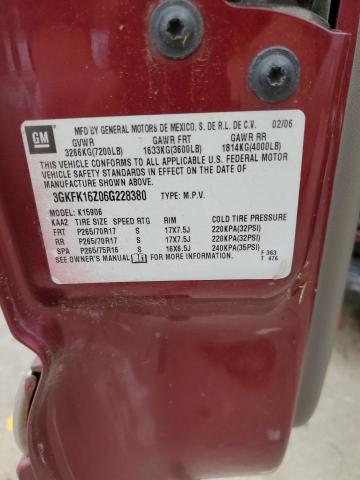 GM
MFD BY GENERAL MOTORS DE MEXICO, S. DE R.L. DE C.V. 02/06
GVWR GAWR FRT GAWR RR
3266KG(7200LB) 1633KG(3600LB) 1814KG(4000LB)
THIS VEHICLE CONFORMS TO ALL APPLICABLE U.S. FEDERAL MOTOR
VEHICLE SAFETY STANDARDS IN EFFECT ON THE DATE OF
MANUFACTURE SHOWN ABOVE.
3GKFK16Z06G228380 TYPE: M.P.V.
MODEL: K15906
KAA2 TIRE SIZE SPEED RTG RIM COLD TIRE PRESSURE
FRT P265/70R17 S 17X7.5J 220KPA(32PSI)
RR P265/70R17 S 17X7.5J 220KPA(32PSI)
SPA P265/75R16 S 16X6.5J 240KPA(35PSI)
SEE OWNER'S MANUAL FOR MORE INFORMATION.
F 363
T 476